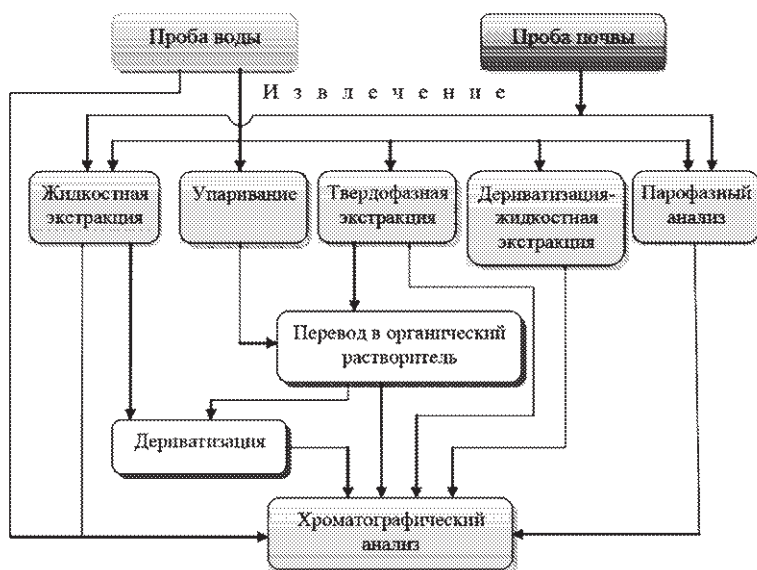 Проба воды
Проба почвы
Извлечение
Жидкостная
экстракция
Упаривание
Твердофазная
экстракция
Дериватизация-
жидкостная
экстракция
Парофазный
анализ
Перевод в органический
растворитель
Дериватизация
Хроматографический
анализ